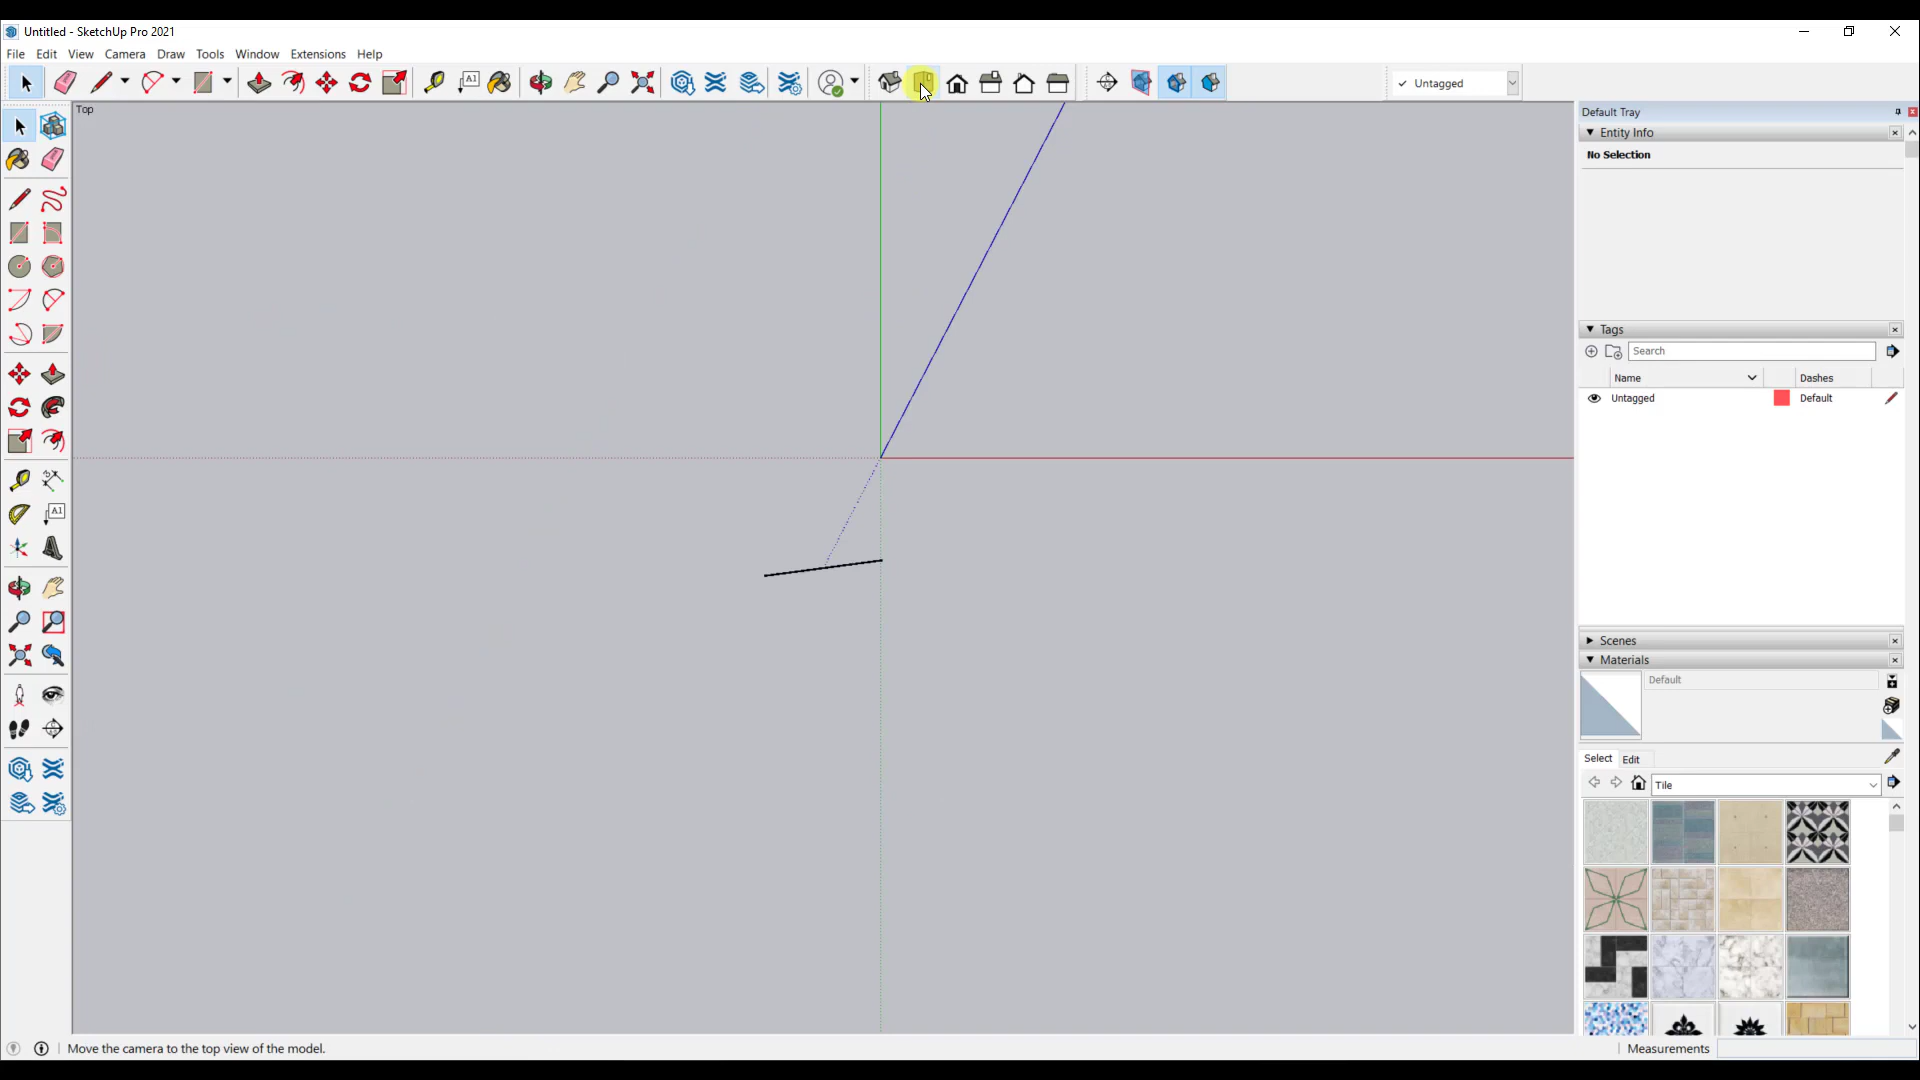 Untitled - SketchUp Pro 2021
File Edit View Camera Draw Tools Window Extensions Help
A1
Untagged
Top
Default Tray
Entity Info
No Selection
Tags
Search
Name Dashes
Untagged Default
A1
Scenes
Materials
Default
Select Edit
Tile
Move the camera to the top view of the model.
Measurements